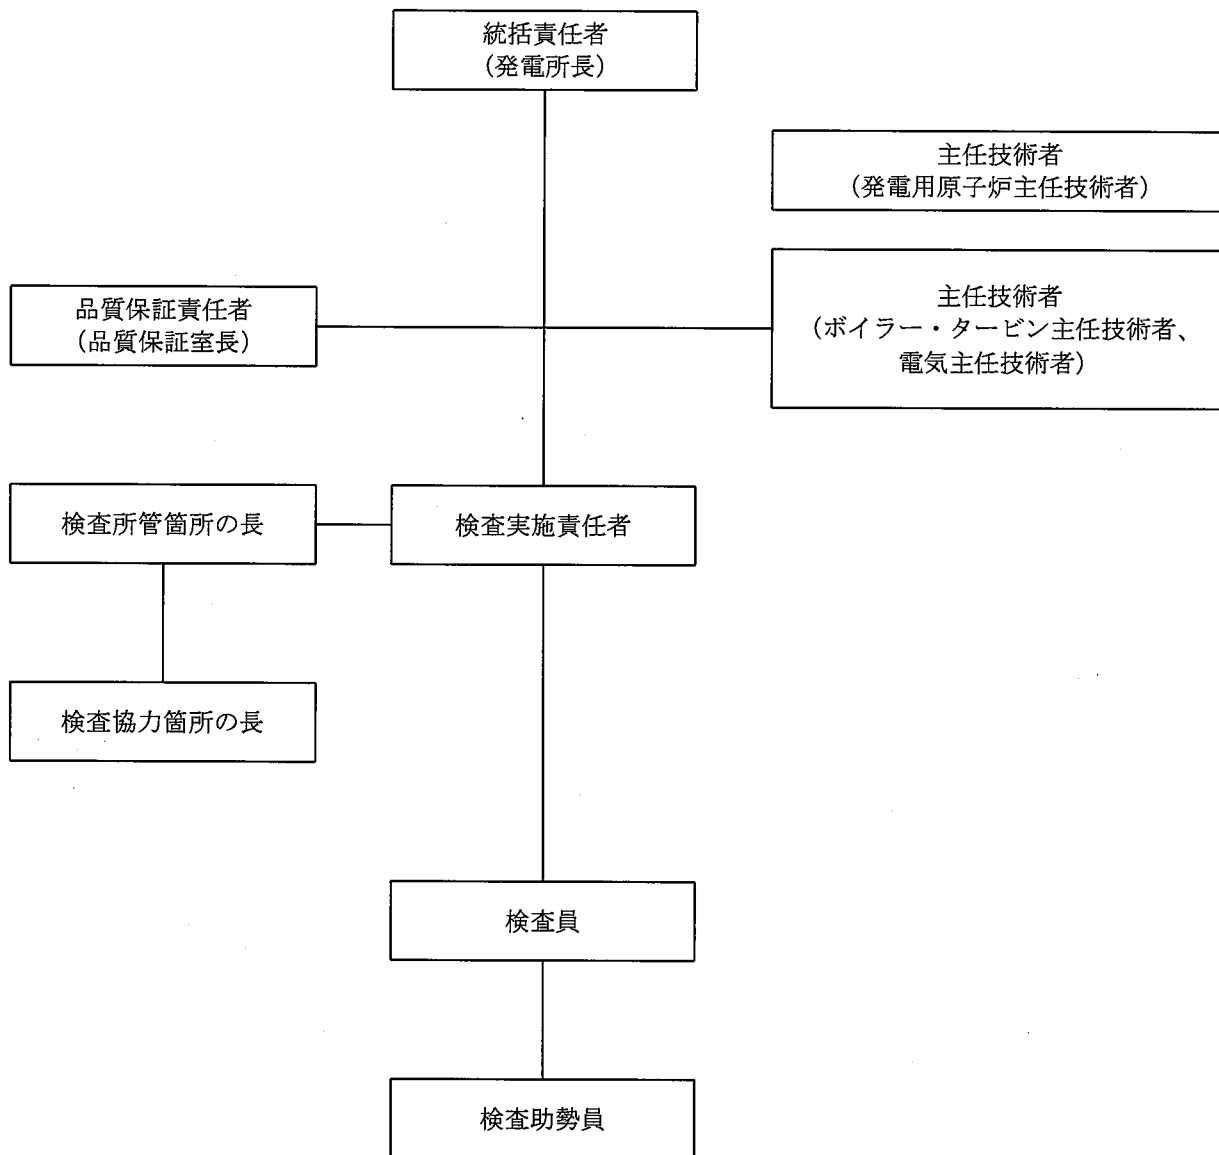 統括責任者
(発電所長)
主任技術者
(発電用原子炉主任技術者)
品質保証責任者
(品質保証室長)
主任技術者
(ボイラー・タービン主任技術者、
電気主任技術者)
検査所管箇所の長
検査実施責任者
検査協力箇所の長
検査員
検査助勢員